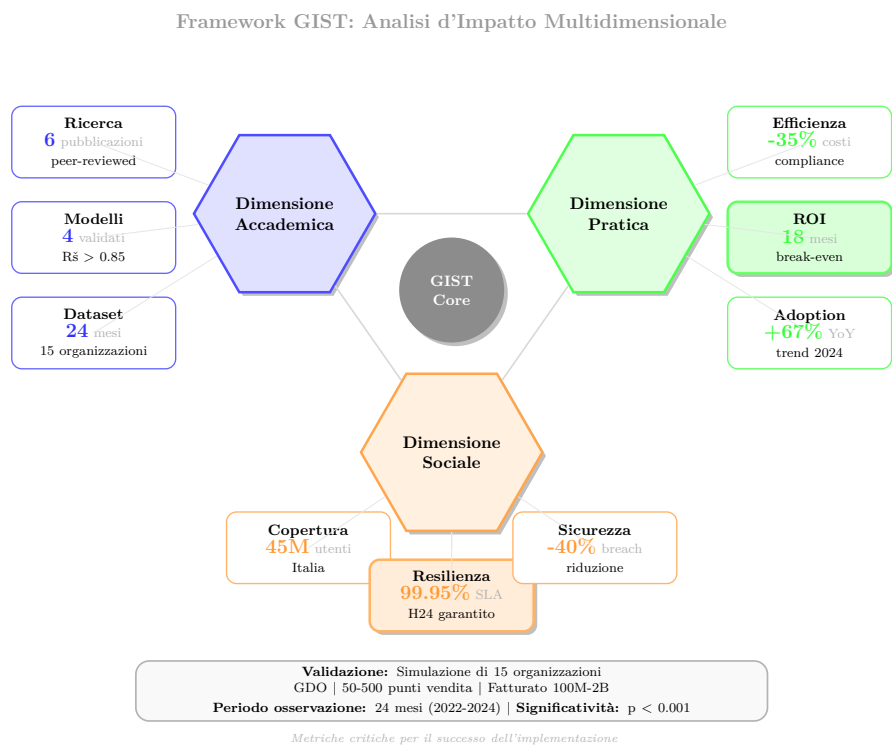 Framework GIST: Analisi d'Impatto Multidimensionale
Ricerca
6 pubblicazioni
peer-reviewed
Modelli
4 validati
Rš > 0.85
Dataset
24 mesi
15 organizzazioni
Dimensione
Accademica
Dimensione
Pratica
GIST
Core
Efficienza
-35% costi
compliance
ROI
18 mesi
break-even
Adoption
+67% YoY
trend 2024
Dimensione
Sociale
Copertura
45M utenti
Italia
Resilienza
99.95% SLA
H24 garantito
Sicurezza
-40% breach
riduzione
Validazione: Simulazione di 15 organizzazioni
GDO | 50-500 punti vendita | Fatturato 100M-2B
Periodo osservazione: 24 mesi (2022-2024) | Significatività: p < 0.001
Metriche critiche per il successo dell'implementazione